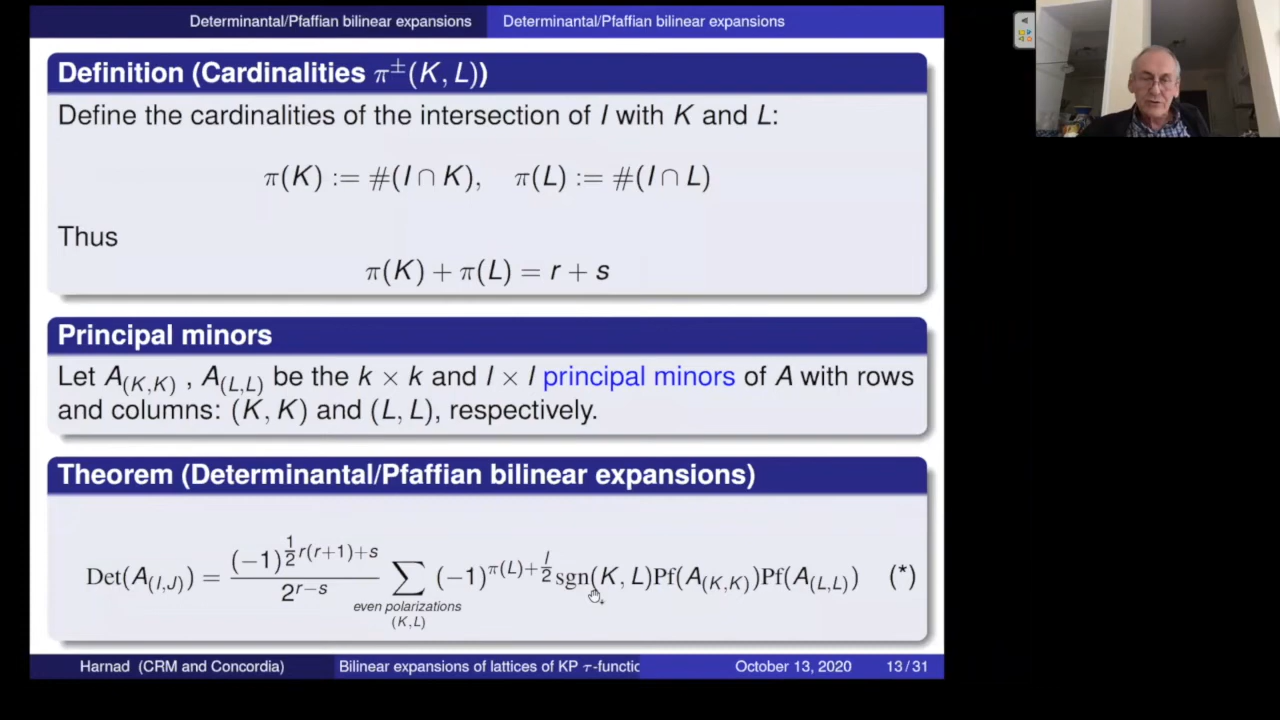 Determinantal/Pfaffian bilinear expansions Determinantal/Pfaffian bilinear expansions
Definition (Cardinalities π±(K, L))
Define the cardinalities of the intersection of I with K and L:
π(K) := #(I ∩ K), π(L) := #(I ∩ L)
Thus
π(K) + π(L) = r + s
Principal minors
Let A(K,K) , A(L,L) be the k × k and l × l principal minors of A with rows
and columns: (K, K) and (L, L), respectively.
Theorem (Determinantal/Pfaffian bilinear expansions)
Det(A(I,J)) = (-1)^{½r(r+1)+s} / 2^{r-s} ∑ (-1)^{π(L)+l/2} sgn(K, L)Pf(A(K,K))Pf(A(L,L)) (*)
even polarizations
(K,L)
Harnad (CRM and Concordia) Bilinear expansions of lattices of KP τ-functic October 13, 2020 13 / 31